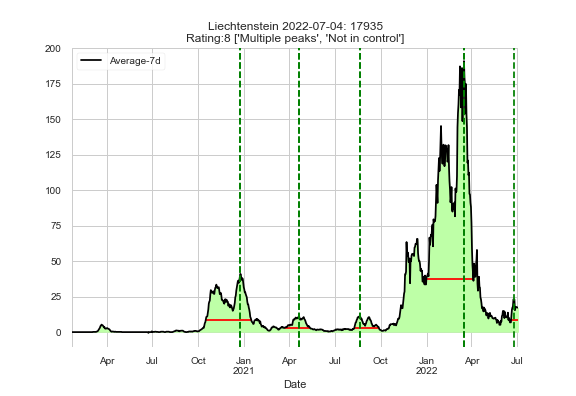 Liechtenstein 2022-07-04: 17935
Rating:8 ['Multiple peaks', 'Not in control']
Average-7d
200
175
150
125
100
75
50
25
0
Apr Jul Oct Jan Apr Jul Oct Jan Apr Jul
2021 2022
Date